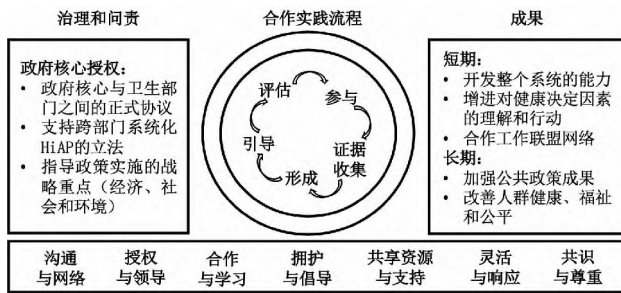 治理和问责
合作实践流程
成果
政府核心授权:
• 政府核心与卫生部
门之间的正式协议
• 支持跨部门系统化
HiAP的立法
• 指导政策实施的战
略重点（经济、社
会和环境）
评估
参与
引导
证据
收集
形成
短期:
• 开发整个系统的能力
• 增进对健康决定因素
的理解和行动
• 合作工作联盟网络
长期:
• 加强公共政策成果
• 改善人群健康、福祉
和公平
沟通
与网络
授权
与领导
合作
与学习
拥护
与倡导
共享资源
与支持
灵活
与响应
共识
与尊重